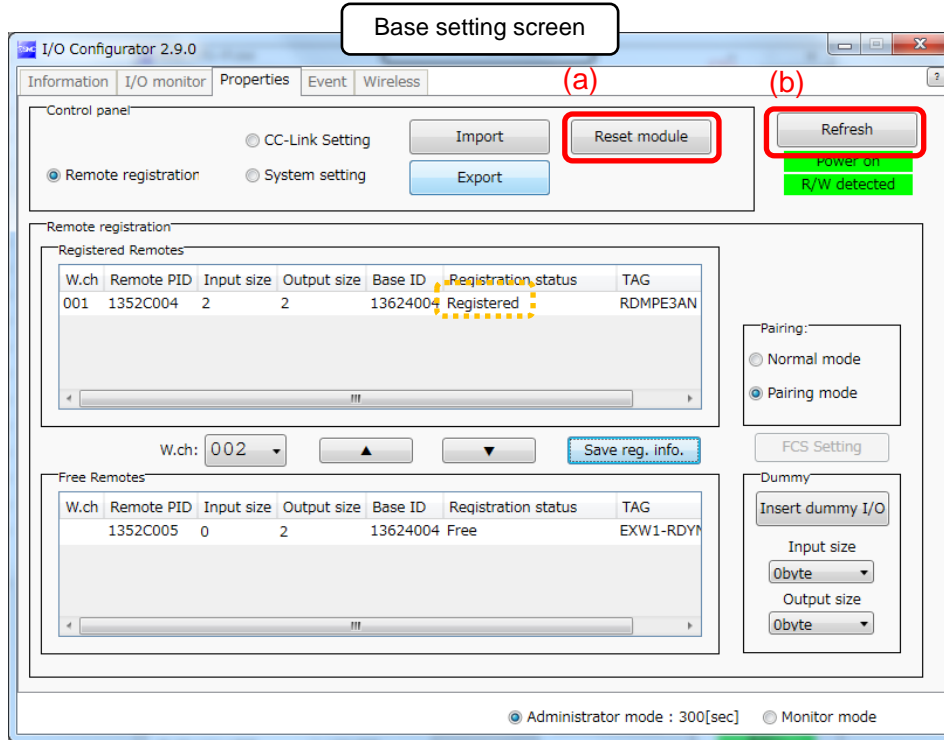 Base setting screen
I/O Configurator 2.9.0
Information I/O monitor Properties Event Wireless
(a)
(b)
?
Control panel
CC-Link Setting
Import
Reset module
Refresh
Power on
Remote registration
System setting
Export
R/W detected
Remote registration
Registered Remotes
W.ch Remote PID Input size Output size Base ID Registration status TAG
001 1352C004 2 2 13624004 Registered RDMPE3AN
Pairing:
Normal mode
Pairing mode
W.ch: 002 ▲ ▼ Save reg. info.
FCS Setting
Free Remotes
W.ch Remote PID Input size Output size Base ID Registration status TAG
1352C005 0 2 13624004 Free EXW1-RDYN
Dummy
Insert dummy I/O
Input size
0byte
Output size
0byte
Administrator mode : 300[sec] Monitor mode